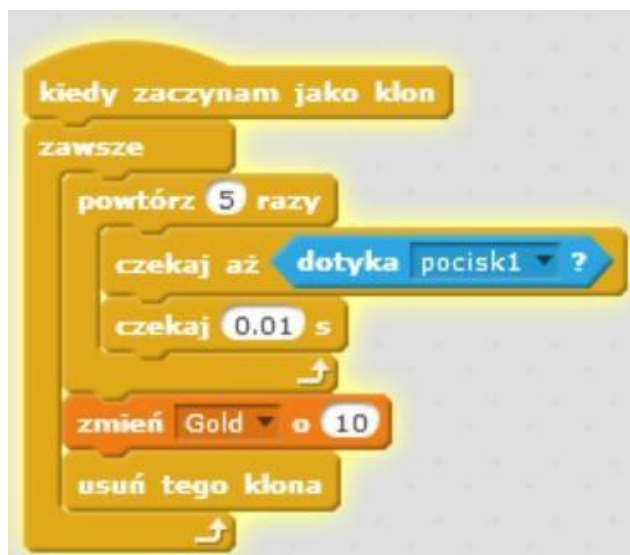 kiedy zaczynam jako klon
zawsze
powtórz 5 razy
czekaj aż dotyka pocisk1 ?
czekaj 0.01 s
zmień Gold o 10
usuń tego klona